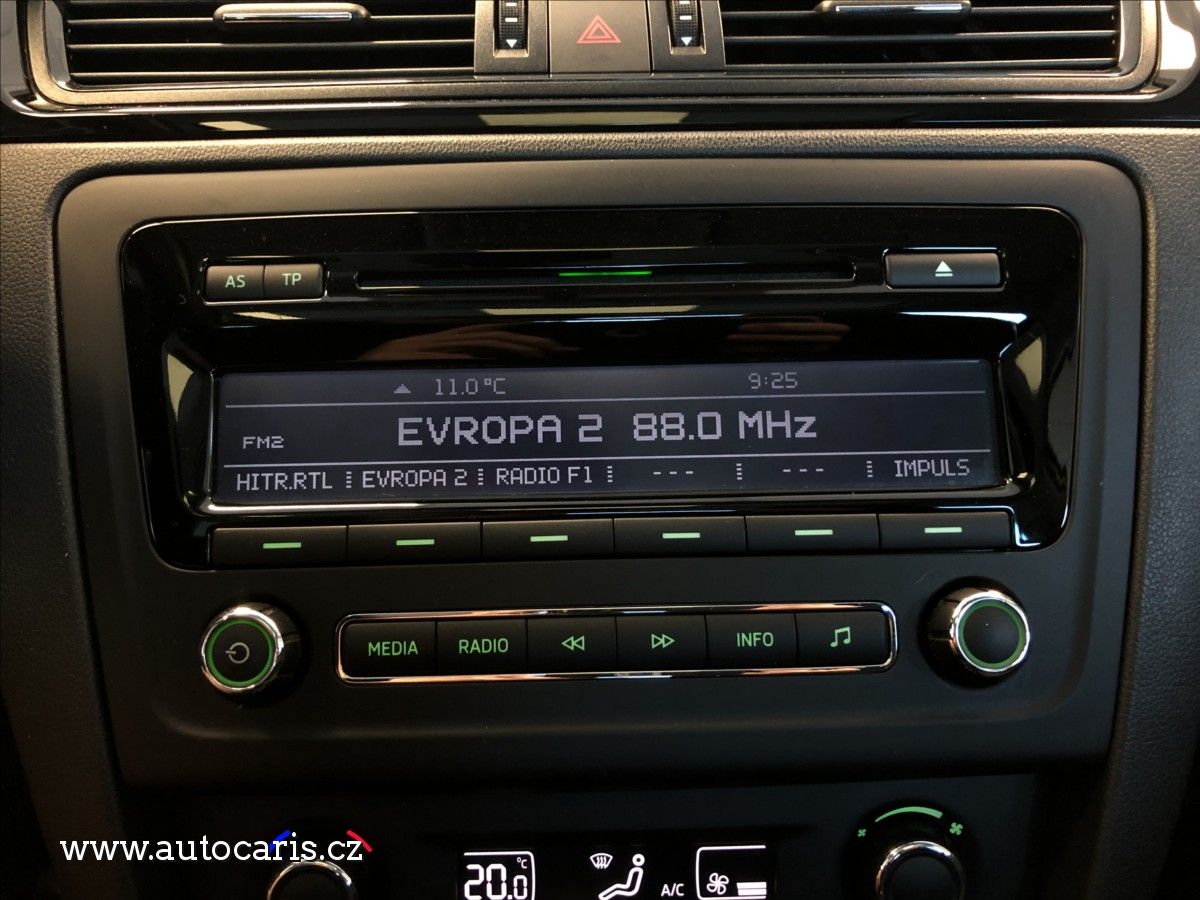 AS TP
11.0 °C 9:25
FM2 EVROPA 2 88.0 MHz
HITR.RTL EVROPA 2 RADIO F1 --- --- IMPULS
MEDIA RADIO INFO
www.autocaris.cz
20.0 °C A/C